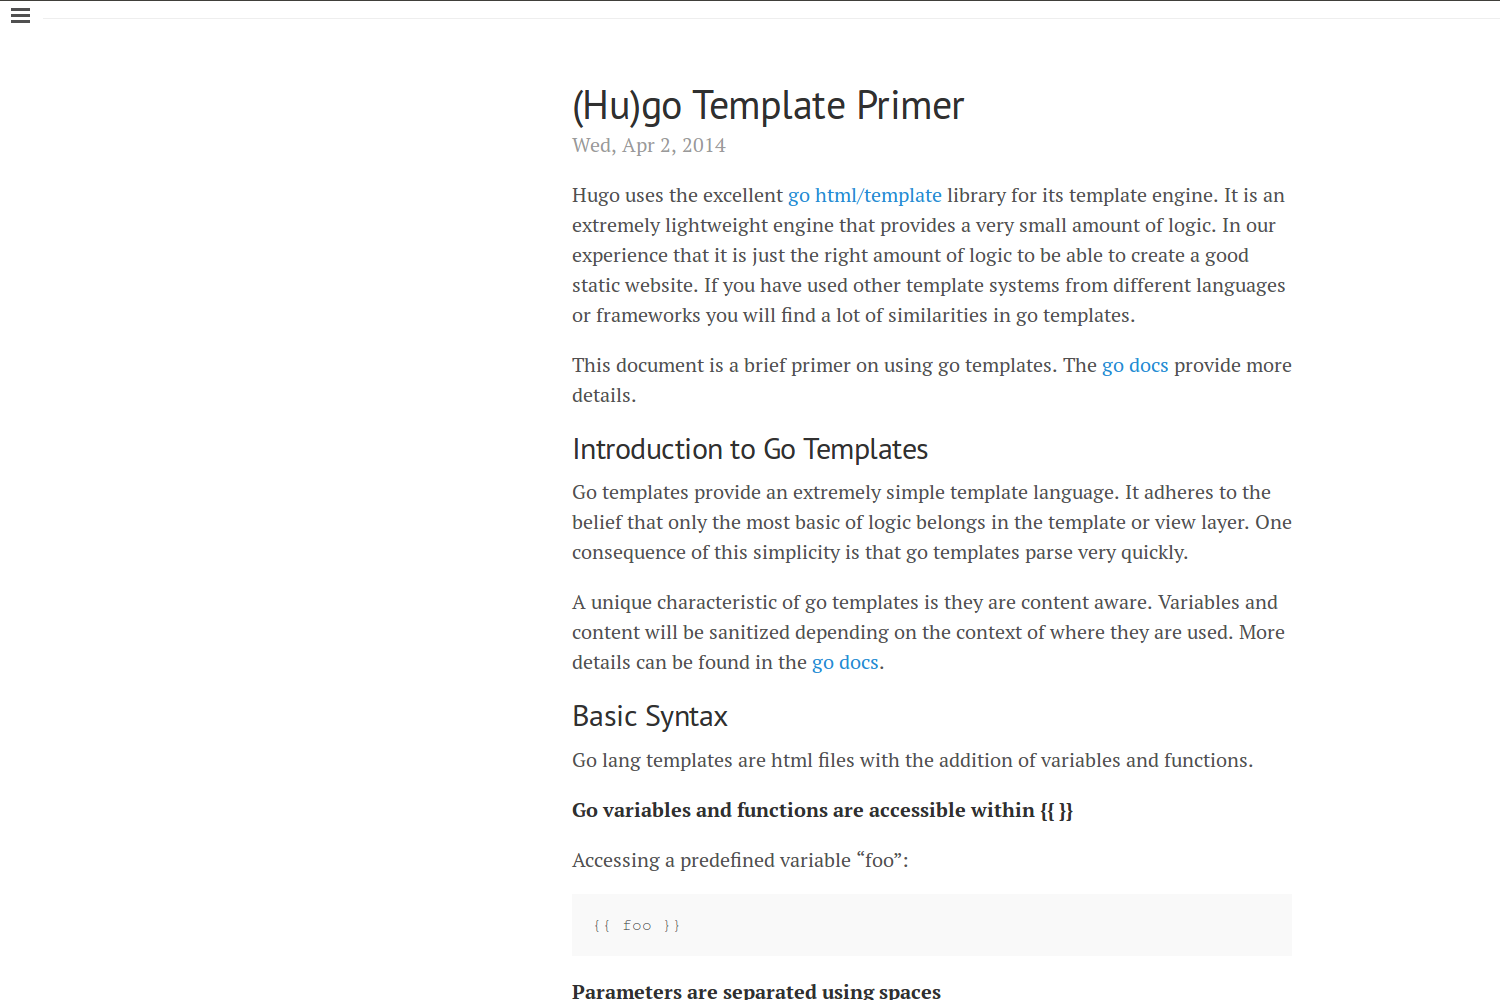 (Hu)go Template Primer
Wed, Apr 2, 2014
Hugo uses the excellent go html/template library for its template engine. It is an
extremely lightweight engine that provides a very small amount of logic. In our
experience that it is just the right amount of logic to be able to create a good
static website. If you have used other template systems from different languages
or frameworks you will find a lot of similarities in go templates.
This document is a brief primer on using go templates. The go docs provide more
details.
Introduction to Go Templates
Go templates provide an extremely simple template language. It adheres to the
belief that only the most basic of logic belongs in the template or view layer. One
consequence of this simplicity is that go templates parse very quickly.
A unique characteristic of go templates is they are content aware. Variables and
content will be sanitized depending on the context of where they are used. More
details can be found in the go docs.
Basic Syntax
Go lang templates are html files with the addition of variables and functions.
Go variables and functions are accessible within {{ }}
Accessing a predefined variable “foo”:
{{ foo }}
Parameters are separated using spaces